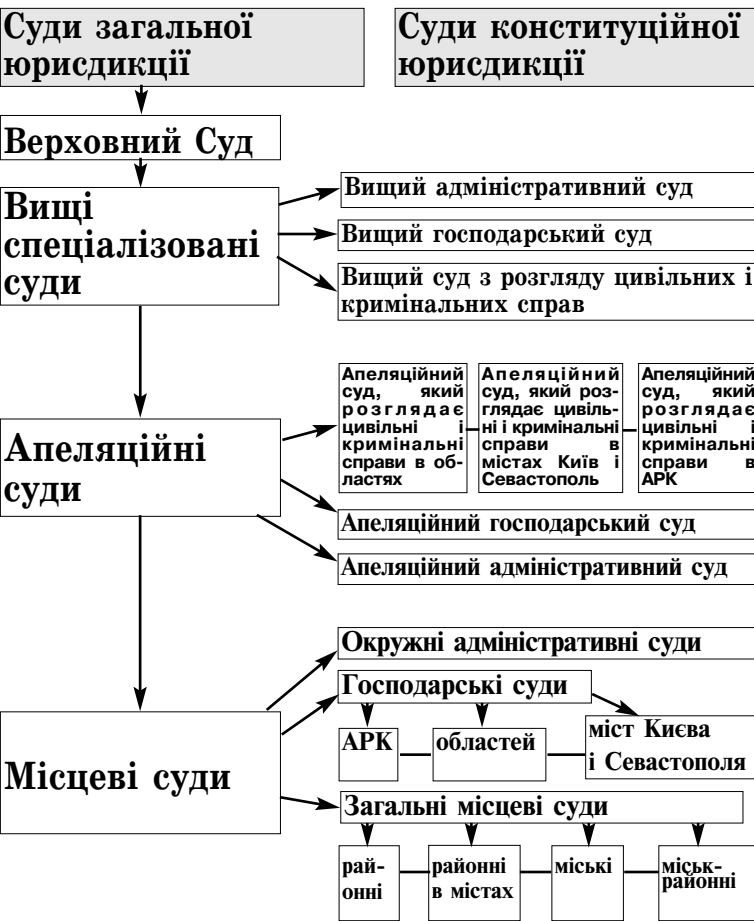 Суди загальної
юрисдикції
Суди конституційної
юрисдикції
Верховний Суд
Вищі
спеціалізовані
суди
Вищий адміністративний суд
Вищий господарський суд
Вищий суд з розгляду цивільних і
кримінальних справ
Апеляційні
суди
Апеляційний
суд, який
розглядає
цивільні і
кримінальні
справи в об-
ластях
Апеляційний
суд, який роз-
глядає цивіль-
ні і кримінальні
справи в
містах Київ і
Севастополь
Апеляційний
суд, який
розглядає
цивільні і
кримінальні
справи в
АРК
Апеляційний господарський суд
Апеляційний адміністративний суд
Місцеві суди
Окружні адміністративні суди
Господарські суди
АРК
областей
міст Києва
і Севастополя
Загальні місцеві суди
рай-
онні
районні
в містах
міські
міськ-
районні